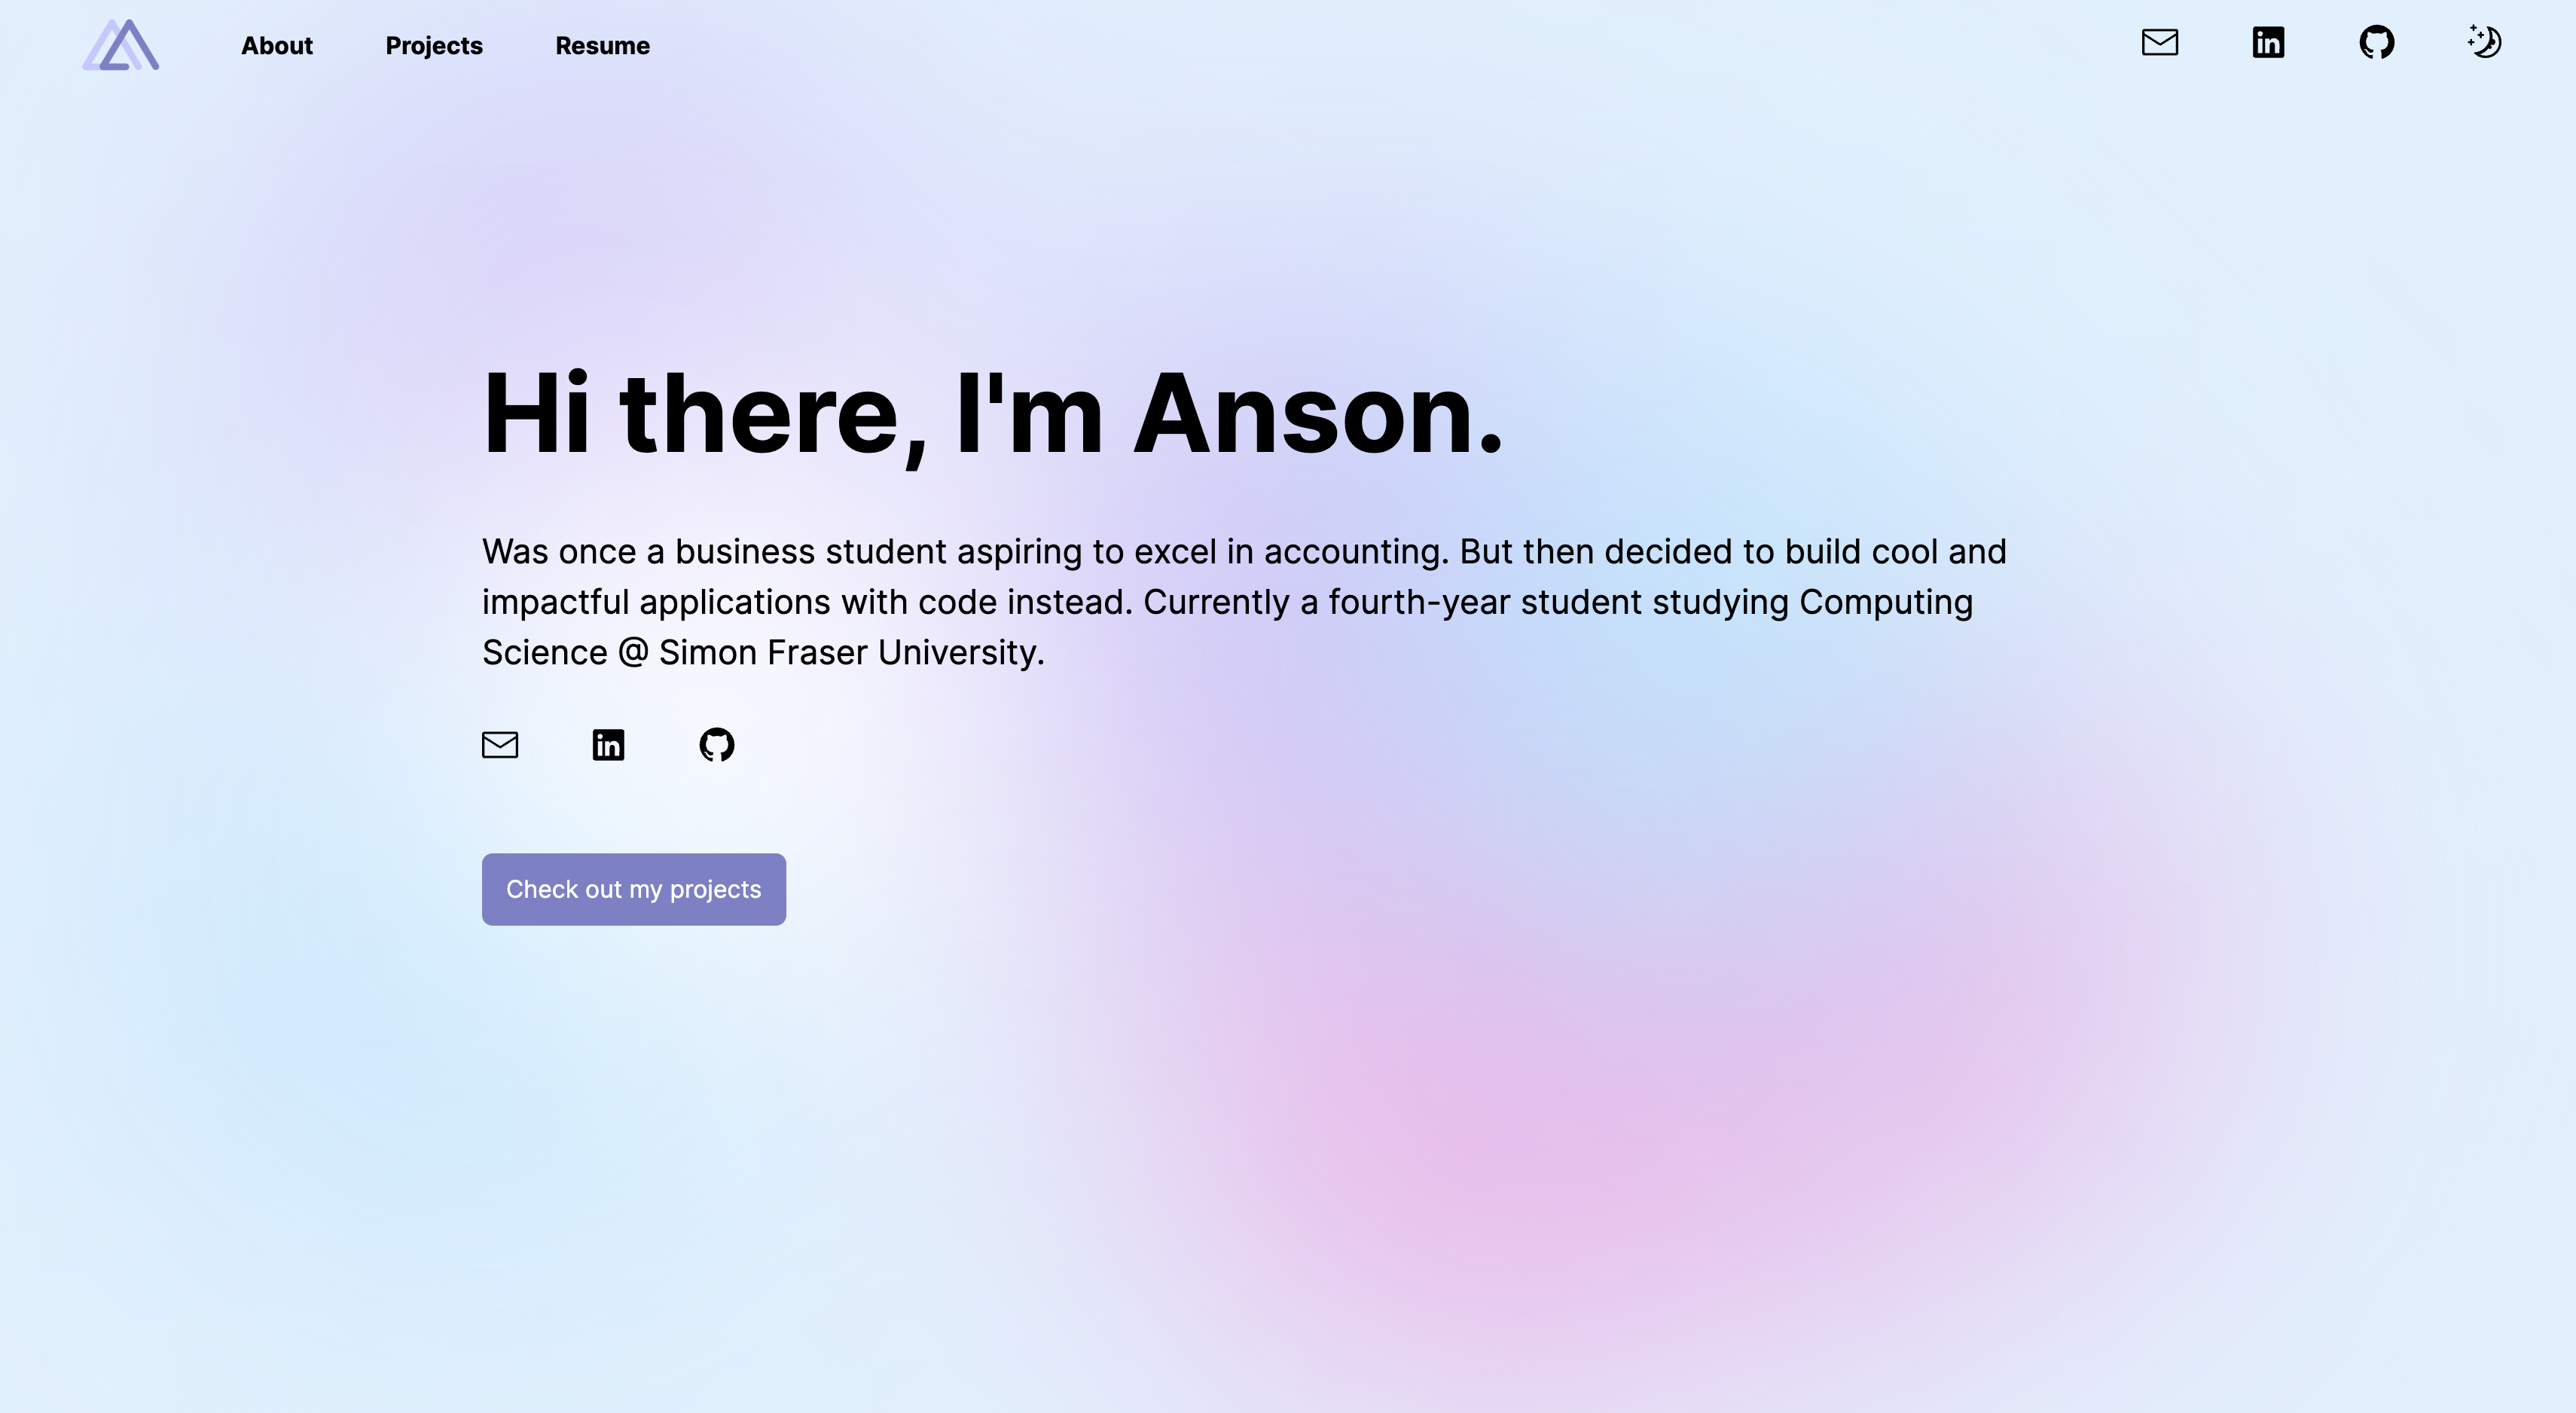 About Projects Resume
Hi there, I'm Anson.
Was once a business student aspiring to excel in accounting. But then decided to build cool and
impactful applications with code instead. Currently a fourth-year student studying Computing
Science @ Simon Fraser University.
Check out my projects